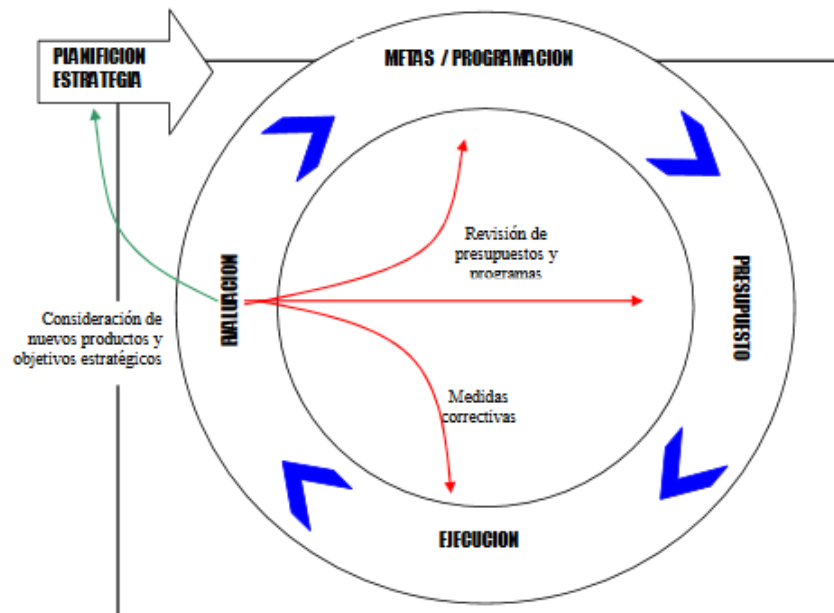 PLANIFICION
ESTRATEGIA
METAS / PROGRAMACION
Revisión de
presupuestos y
programas
PRESUPUESTO
EVALUACION
Consideración de
nuevos productos y
objetivos estratégicos
Medidas
correctivas
EJECUCION